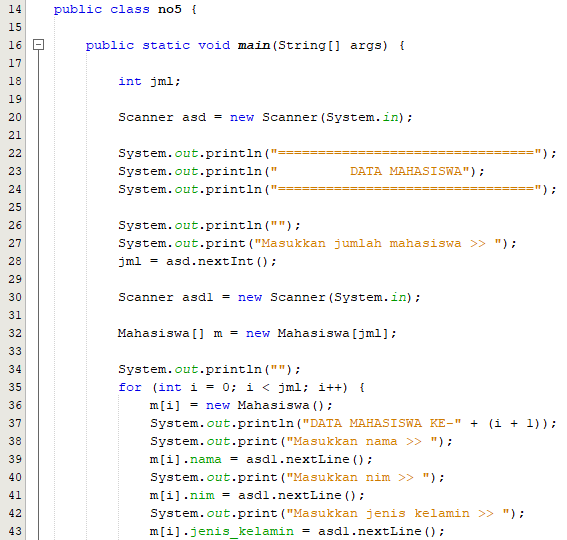 14 public class no5 {
15
16 public static void main(String[] args) {
17
18 int jml;
19
20 Scanner asd = new Scanner(System.in);
21
22 System.out.println("================================");
23 System.out.println("         DATA MAHASISWA");
24 System.out.println("================================");
25
26 System.out.println("");
27 System.out.print("Masukkan jumlah mahasiswa >> ");
28 jml = asd.nextInt();
29
30 Scanner asd1 = new Scanner(System.in);
31
32 Mahasiswa[] m = new Mahasiswa[jml];
33
34 System.out.println("");
35 for (int i = 0; i < jml; i++) {
36 m[i] = new Mahasiswa();
37 System.out.println("DATA MAHASISWA KE-" + (i + 1));
38 System.out.print("Masukkan nama >> ");
39 m[i].nama = asd1.nextLine();
40 System.out.print("Masukkan nim >> ");
41 m[i].nim = asd1.nextLine();
42 System.out.print("Masukkan jenis kelamin >> ");
43 m[i].jenis_kelamin = asd1.nextLine();